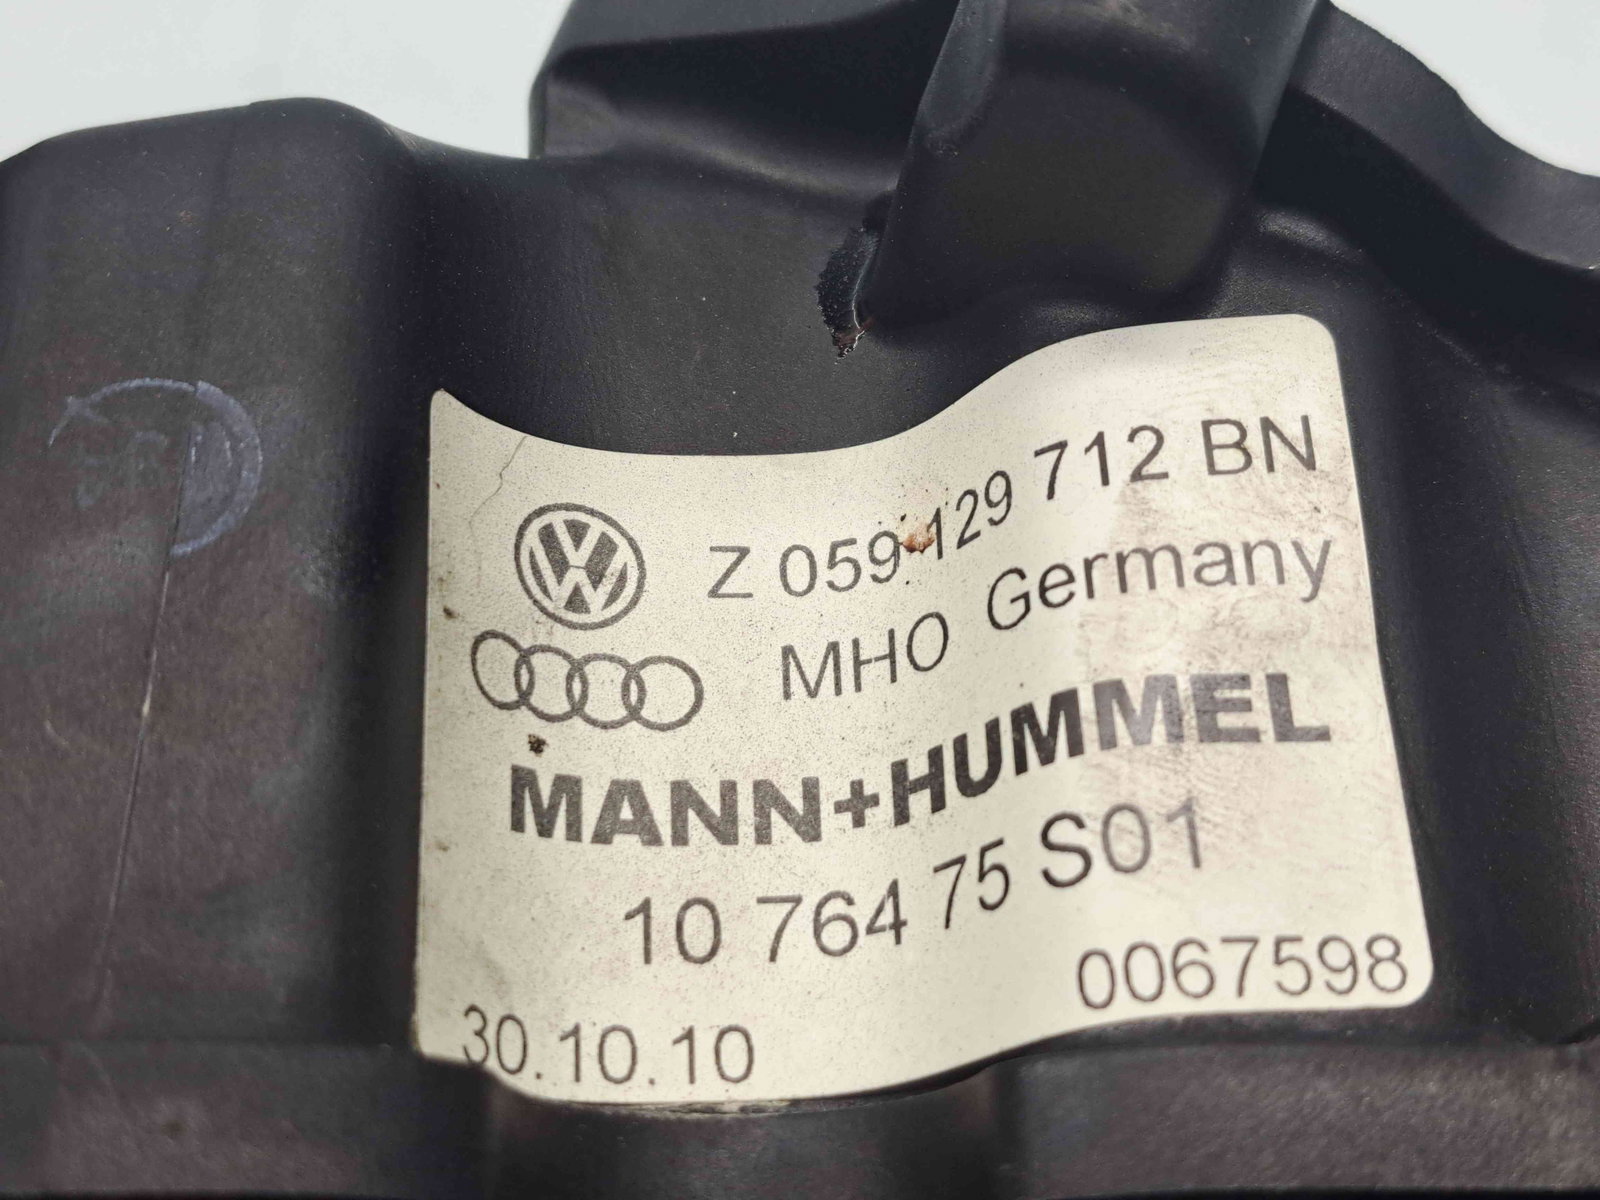 Z 059 129 712 BN
MHO Germany
MANN+HUMMEL
10 764 75 S01
0067598
30.10.10